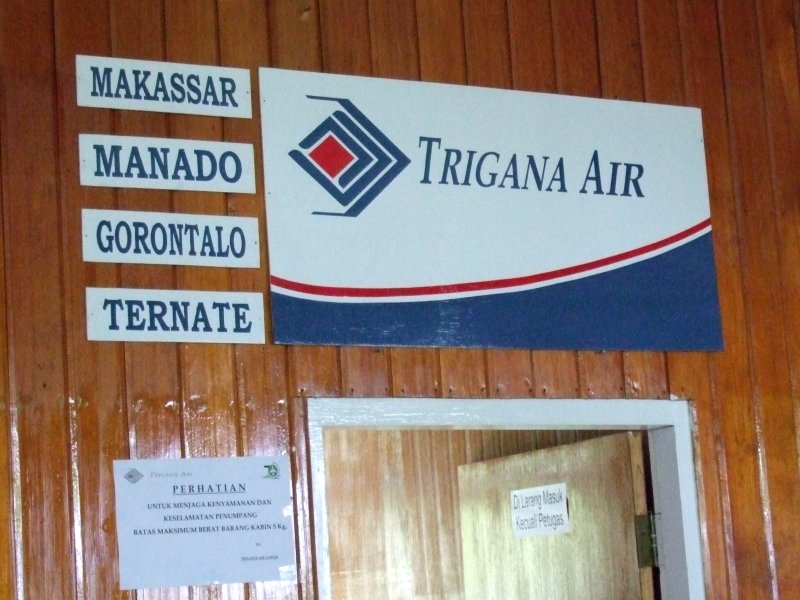 MAKASSAR
MANADO
GORONTALO
TERNATE
TRIGANA AIR
TRIGANA AIR
PERHATIAN
UNTUK MENJAGA KENYAMANAN DAN
KESELAMATAN PENUMPANG
BATAS MAKSIMUM BERAT BARANG KABIN 5 Kg.
Di Larang Masuk
Kecuali Petugas